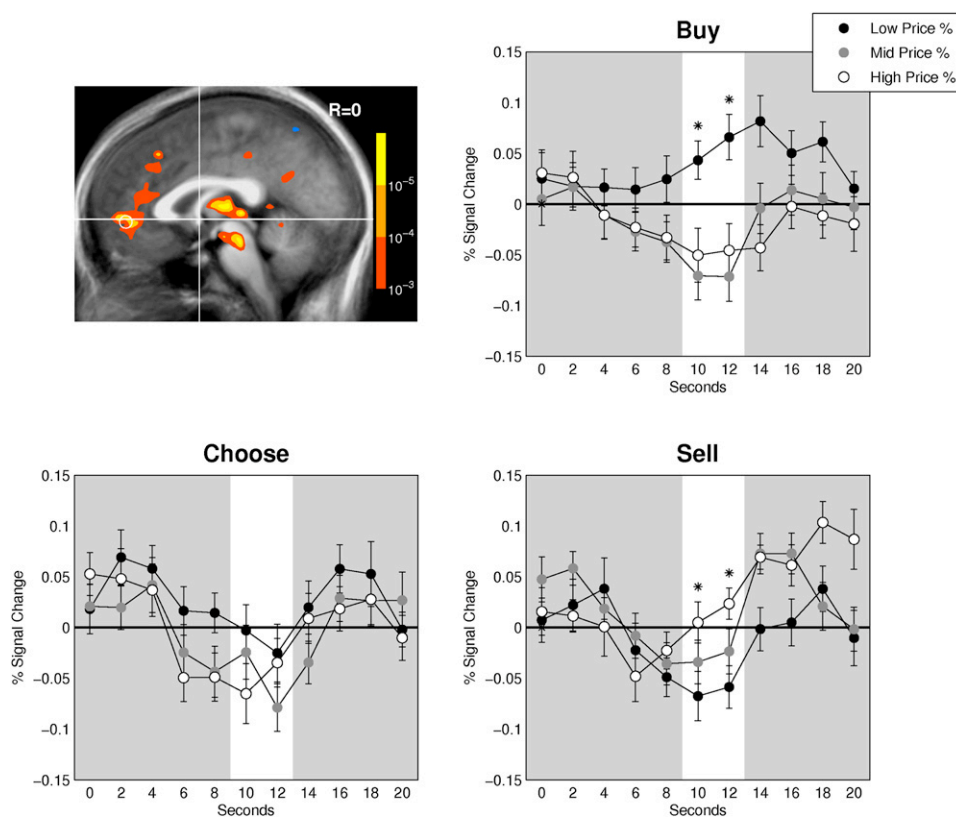 R=0
10-5
10-4
10-3
Buy
Low Price %
Mid Price %
High Price %
% Signal Change
0.15
0.1
0.05
0
−0.05
−0.1
−0.15
* *
0 2 4 6 8 10 12 14 16 18 20
Seconds
Choose
% Signal Change
0.15
0.1
0.05
0
−0.05
−0.1
−0.15
0 2 4 6 8 10 12 14 16 18 20
Seconds
Sell
% Signal Change
0.15
0.1
0.05
0
−0.05
−0.1
−0.15
* *
0 2 4 6 8 10 12 14 16 18 20
Seconds